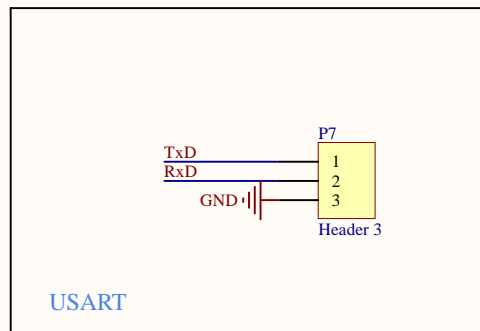 P7
TxD 1
RxD 2
GND 3
Header 3
USART